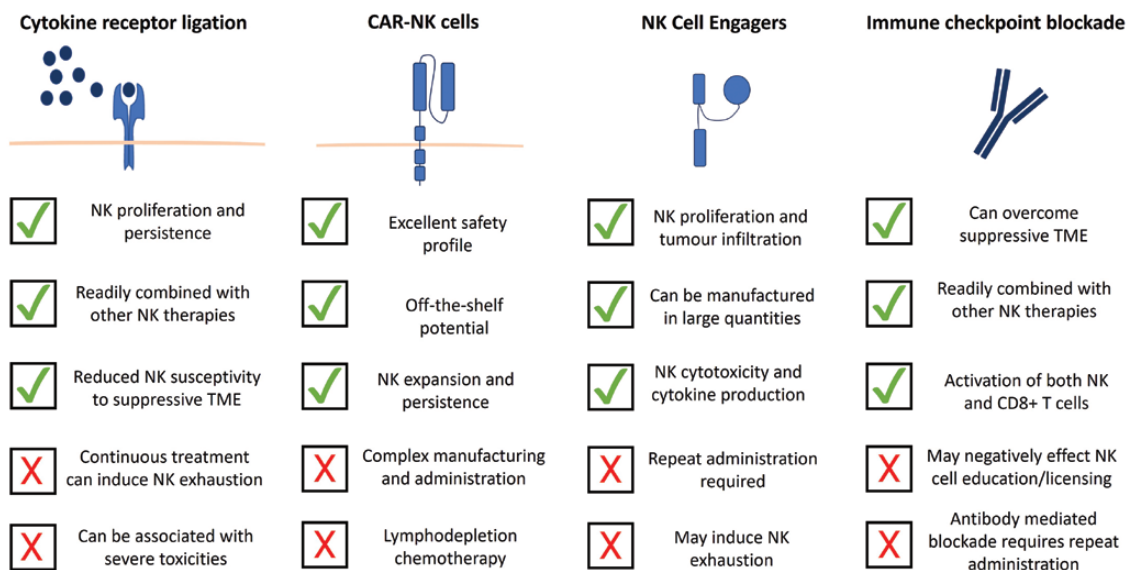 Cytokine receptor ligation
CAR-NK cells
NK Cell Engagers
Immune checkpoint blockade
NK proliferation and
persistence
Excellent safety
profile
NK proliferation and
tumour infiltration
Can overcome
suppressive TME
Readily combined with
other NK therapies
Off-the-shelf
potential
Can be manufactured
in large quantities
Readily combined with
other NK therapies
Reduced NK susceptivity
to suppressive TME
NK expansion and
persistence
NK cytotoxicity and
cytokine production
Activation of both NK
and CD8+ T cells
Continuous treatment
can induce NK exhaustion
Complex manufacturing
and administration
Repeat administration
required
May negatively effect NK
cell education/licensing
Can be associated with
severe toxicities
Lymphodepletion
chemotherapy
May induce NK
exhaustion
Antibody mediated
blockade requires repeat
administration